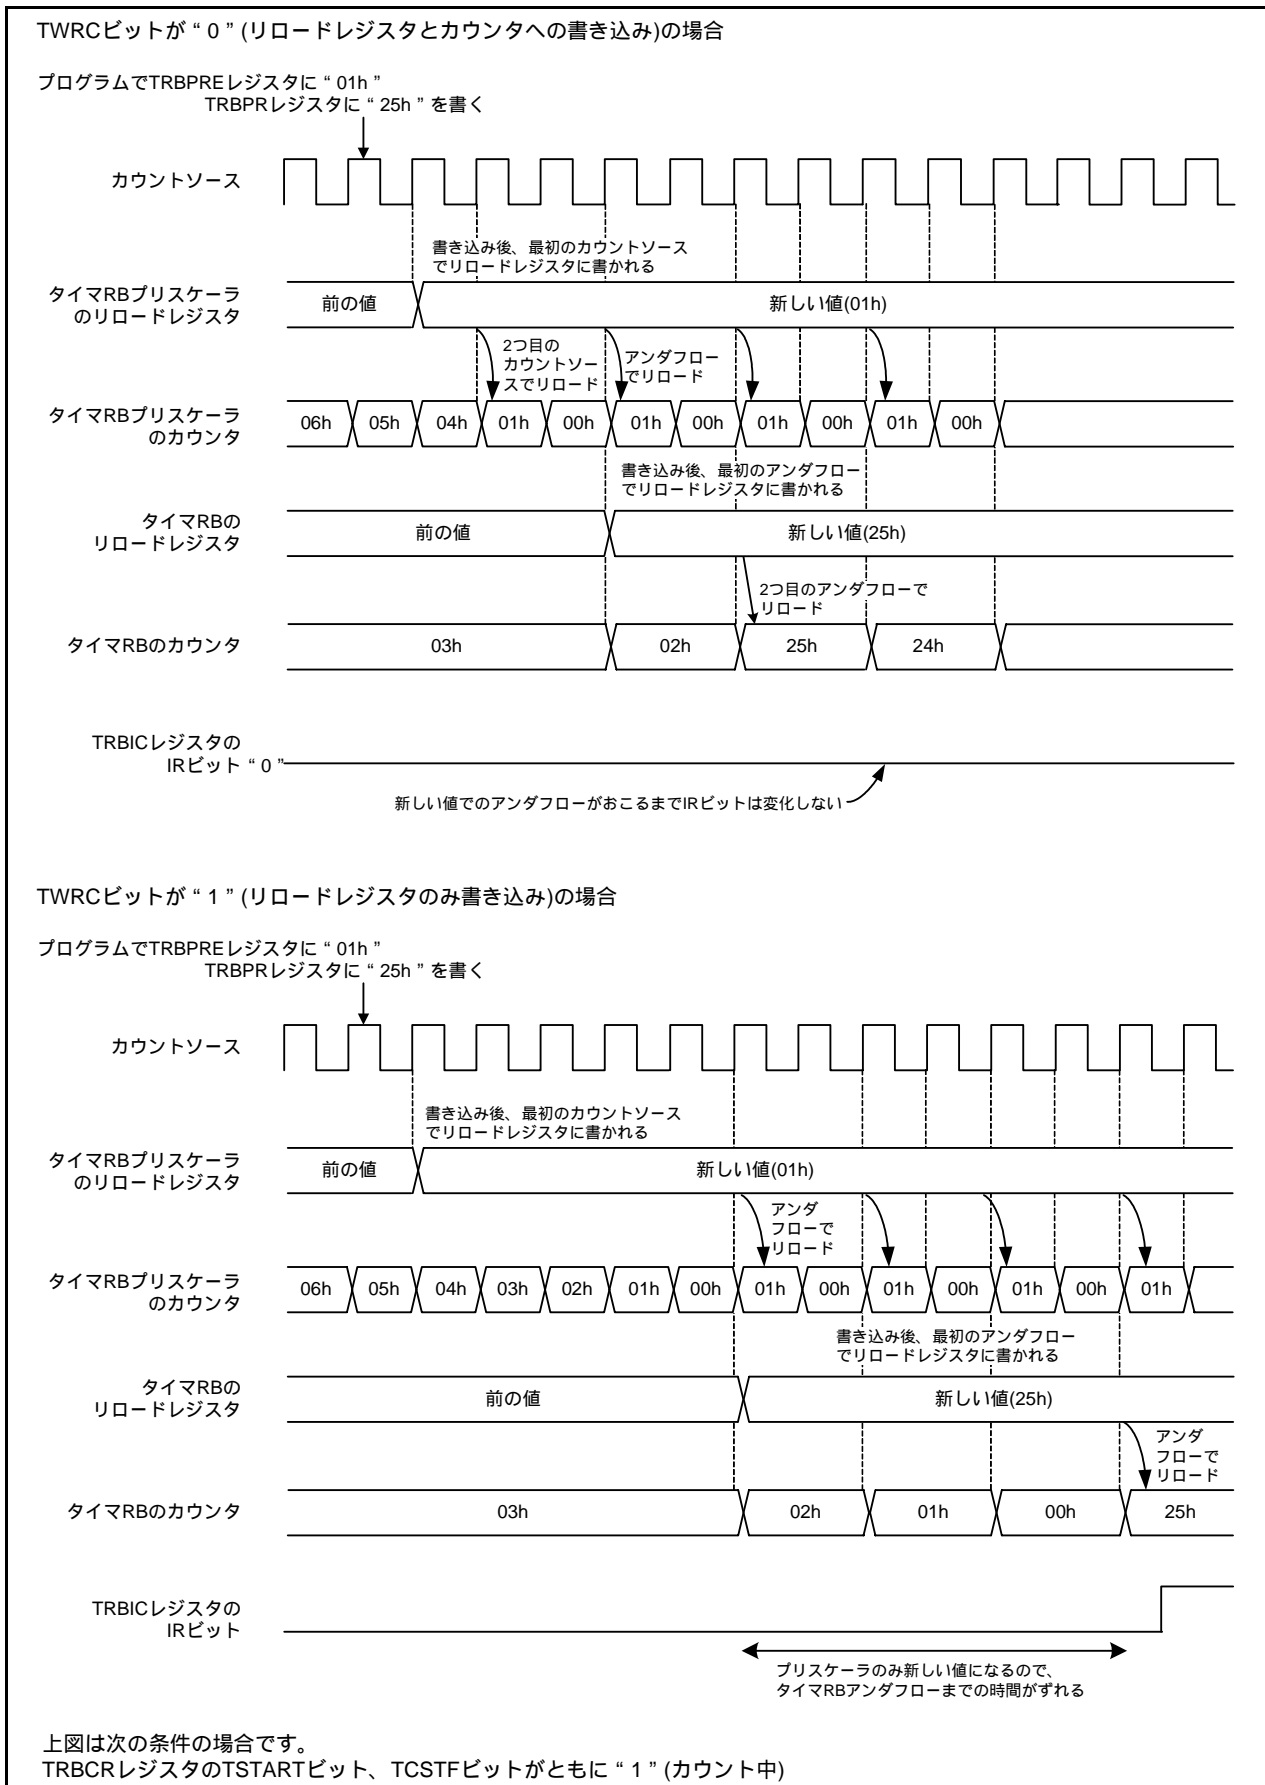 TWRCビットが“0”(リロードレジスタとカウンタへの書き込み)の場合
プログラムでTRBPREレジスタに“01h”
TRBPRレジスタに“25h”を書く
カウントソース
書き込み後、最初のカウントソース
でリロードレジスタに書かれる
タイマRBプリスケーラ
のリロードレジスタ
前の値
新しい値(01h)
2つ目の
カウントソー
スでリロード
アンダフロー
でリロード
タイマRBプリスケーラ
のカウンタ
06h 05h 04h 01h 00h 01h 00h 01h 00h 01h 00h
書き込み後、最初のアンダフロー
でリロードレジスタに書かれる
タイマRBの
リロードレジスタ
前の値
新しい値(25h)
2つ目のアンダフローで
リロード
タイマRBのカウンタ
03h 02h 25h 24h
TRBICレジスタの
IRビット“0”
新しい値でのアンダフローがおこるまでIRビットは変化しない
TWRCビットが“1”(リロードレジスタのみ書き込み)の場合
プログラムでTRBPREレジスタに“01h”
TRBPRレジスタに“25h”を書く
カウントソース
書き込み後、最初のカウントソース
でリロードレジスタに書かれる
タイマRBプリスケーラ
のリロードレジスタ
前の値
新しい値(01h)
アンダ
フローで
リロード
タイマRBプリスケーラ
のカウンタ
06h 05h 04h 03h 02h 01h 00h 01h 00h 01h 00h 01h 00h 01h
書き込み後、最初のアンダフロー
でリロードレジスタに書かれる
タイマRBの
リロードレジスタ
前の値
新しい値(25h)
アンダ
フローで
リロード
タイマRBのカウンタ
03h 02h 01h 00h 25h
TRBICレジスタの
IRビット
プリスケーラのみ新しい値になるので、
タイマRBアンダフローまでの時間がずれる
上図は次の条件の場合です。
TRBCRレジスタのTSTARTビット、TCSTFビットがともに“1”(カウント中)